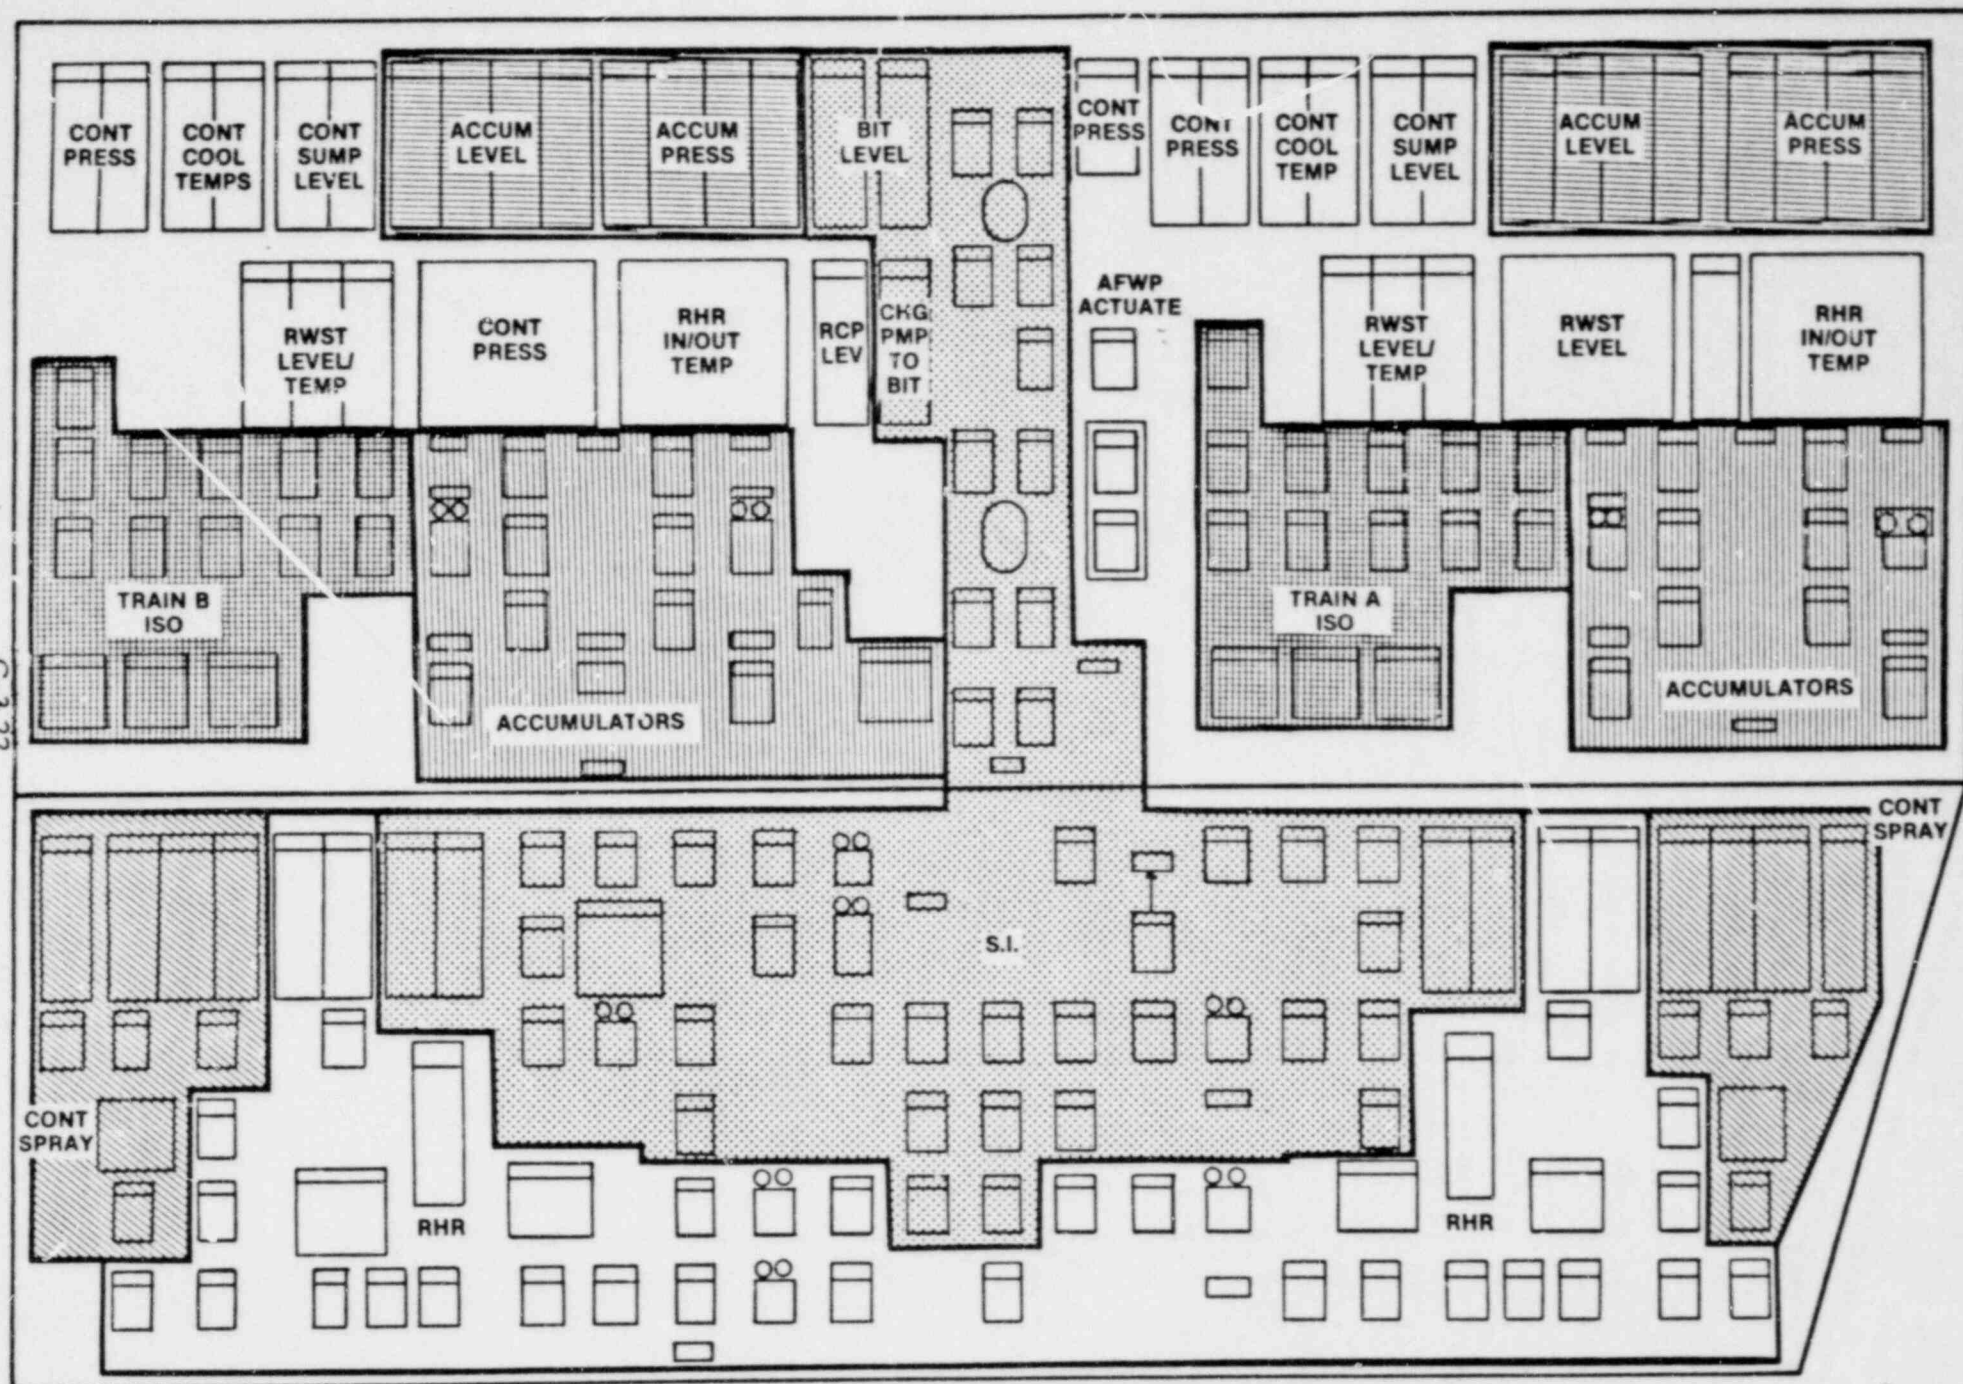 CONT
PRESS
CONT
COOL
TEMPS
CONT
SUMP
LEVEL
ACCUM
LEVEL
ACCUM
PRESS
BIT
LEVEL
CONT
PRESS
CONT
PRESS
CONT
COOL
TEMP
CONT
SUMP
LEVEL
ACCUM
LEVEL
ACCUM
PRESS
RWST
LEVEL/
TEMP
CONT
PRESS
RHR
IN/OUT
TEMP
RCP
LEV
CHG
PMP
TO
BIT
AFWP
ACTUATE
RWST
LEVEL/
TEMP
RWST
LEVEL
RHR
IN/OUT
TEMP
TRAIN B
ISO
ACCUMULATORS
TRAIN A
ISO
ACCUMULATORS
CONT
SPRAY
S.I.
CONT
SPRAY
RHR
RHR